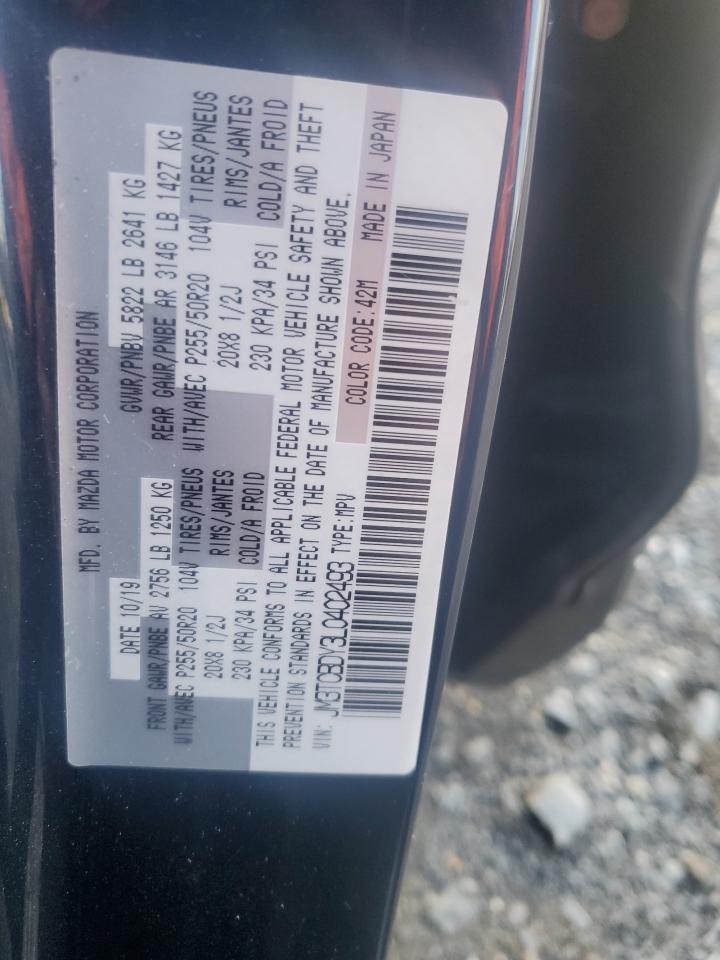 MFD. BY MAZDA MOTOR CORPORATION
DATE 10/19 GVWR/PNBV 5822 LB 2641 KG
FRONT GAWR/PNBE AV 2756 LB 1250 KG REAR GAWR/PNBE AR 3146 LB 1427 KG
WITH/AVEC P255/50R20 104V TIRES/PNEUS WITH/AVEC P255/50R20 104V TIRES/PNEUS
20X8 1/2J RIMS/JANTES 20X8 1/2J RIMS/JANTES
230 KPA/34 PSI COLD/A FROID 230 KPA/34 PSI COLD/A FROID
THIS VEHICLE CONFORMS TO ALL APPLICABLE FEDERAL MOTOR VEHICLE SAFETY AND THEFT
PREVENTION STANDARDS IN EFFECT ON THE DATE OF MANUFACTURE SHOWN ABOVE.
VIN: JM3TCBDY3L0402493 TYPE:MPV COLOR CODE:42M MADE IN JAPAN